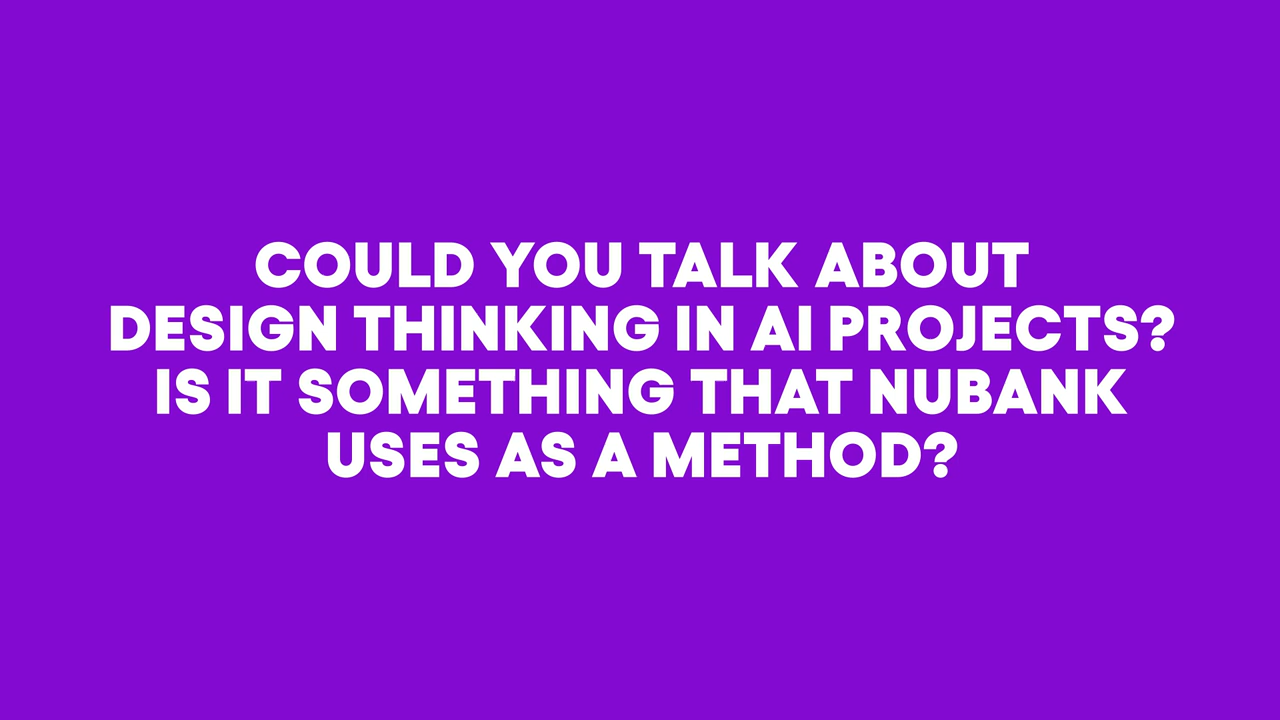 COULD YOU TALK ABOUT
DESIGN THINKING IN AI PROJECTS?
IS IT SOMETHING THAT NUBANK
USES AS A METHOD?